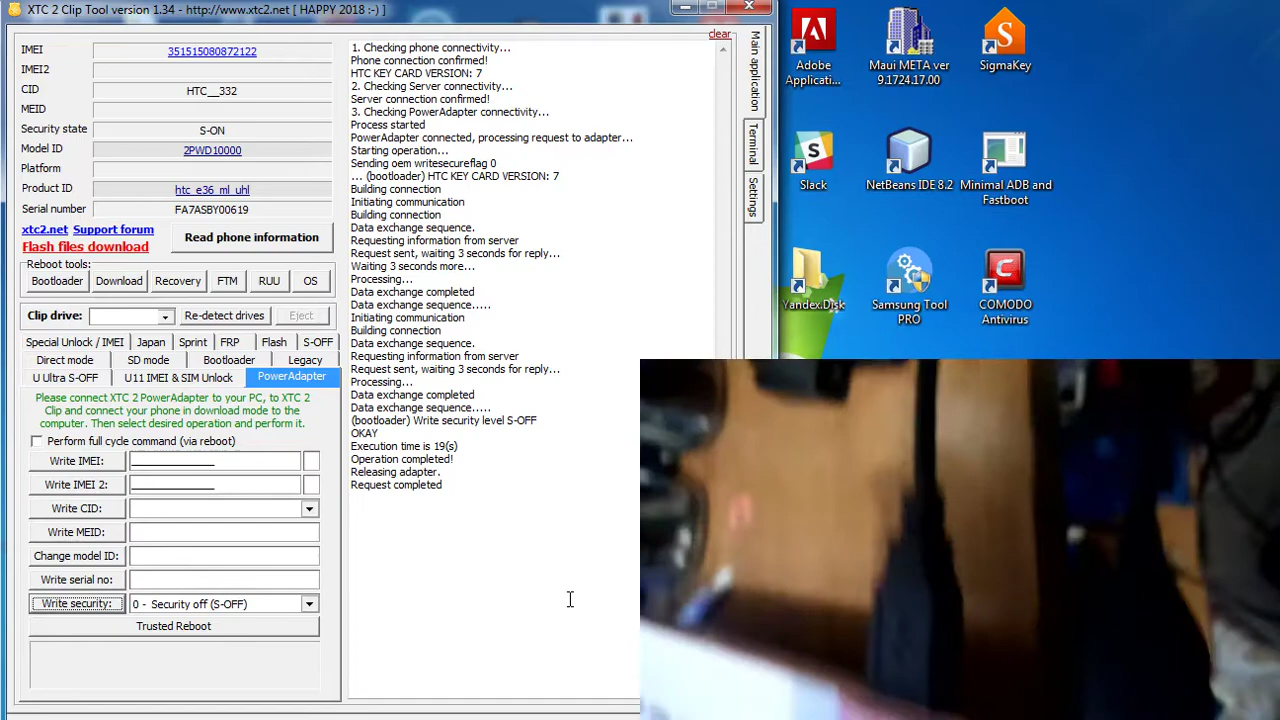 XTC 2 Clip Tool version 1.34 - http://www.xtc2.net [ HAPPY 2018 :-) ]
IMEI 351515080872122
IMEI2
CID HTC__332
MEID
Security state S-ON
Model ID 2PWD10000
Platform
Product ID htc_e36_ml_uhl
Serial number FA7ASBY00619
xtc2.net Support forum
Flash files download
Read phone information
Reboot tools:
Bootloader Download Recovery FTM RUU OS
Clip drive: Re-detect drives Eject
Special Unlock / IMEI Japan Sprint FRP Flash S-OFF
Direct mode SD mode Bootloader Legacy
U Ultra S-OFF U11 IMEI & SIM Unlock PowerAdapter
Please connect XTC 2 PowerAdapter to your PC, to XTC 2
Clip and connect your phone in download mode to the
computer. Then select desired operation and perform it.
Perform full cycle command (via reboot)
Write IMEI:
Write IMEI 2:
Write CID:
Write MEID:
Change model ID:
Write serial no:
Write security: 0 - Security off (S-OFF)
Trusted Reboot
clear
1. Checking phone connectivity...
Phone connection confirmed!
HTC KEY CARD VERSION: 7
2. Checking Server connectivity...
Server connection confirmed!
3. Checking PowerAdapter connectivity...
Process started
PowerAdapter connected, processing request to adapter...
Starting operation...
Sending oem writesecureflag 0
... (bootloader) HTC KEY CARD VERSION: 7
Building connection
Initiating communication
Building connection
Data exchange sequence.
Requesting information from server
Request sent, waiting 3 seconds for reply...
Waiting 3 seconds more...
Processing...
Data exchange completed
Data exchange sequence.....
Initiating communication
Building connection
Data exchange sequence.
Requesting information from server
Request sent, waiting 3 seconds for reply...
Processing...
Data exchange completed
Data exchange sequence.....
(bootloader) Write security level S-OFF
OKAY
Execution time is 19(s)
Operation completed!
Releasing adapter.
Request completed
Main application
Terminal
Settings
Adobe
Applicati...
Maui META ver
9.1724.17.00
SigmaKey
Slack
NetBeans IDE 8.2
Minimal ADB and
Fastboot
Yandex.Disk
Samsung Tool
PRO
COMODO
Antivirus